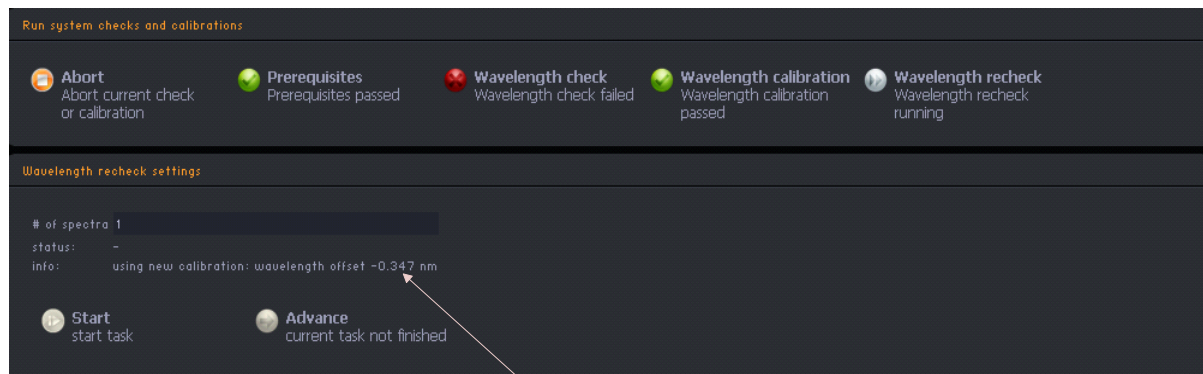 Run system checks and calibrations
Abort
Abort current check
or calibration
Prerequisites
Prerequisites passed
Wavelength check
Wavelength check failed
Wavelength calibration
Wavelength calibration
passed
Wavelength recheck
Wavelength recheck
running
Wavelength recheck settings
# of spectra 1
status: -
info: using new calibration: wavelength offset -0.347 nm
Start
start task
Advance
current task not finished